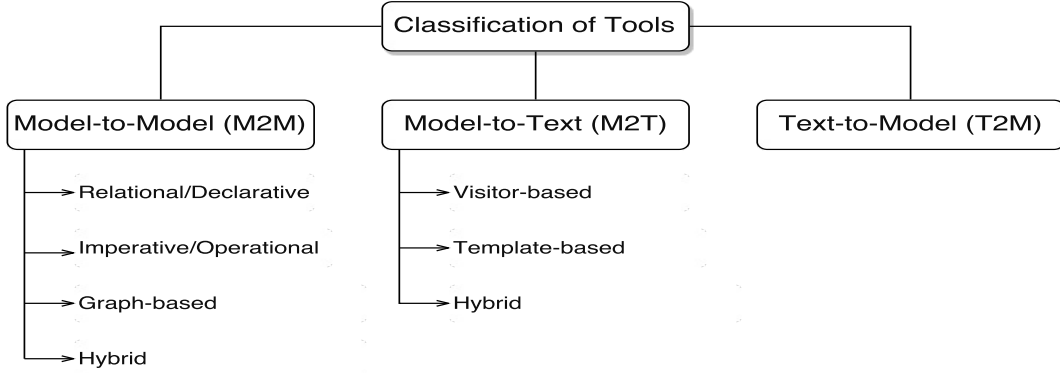 Classification of Tools
Model-to-Model (M2M)
Model-to-Text (M2T)
Text-to-Model (T2M)
Relational/Declarative
Imperative/Operational
Graph-based
Hybrid
Visitor-based
Template-based
Hybrid